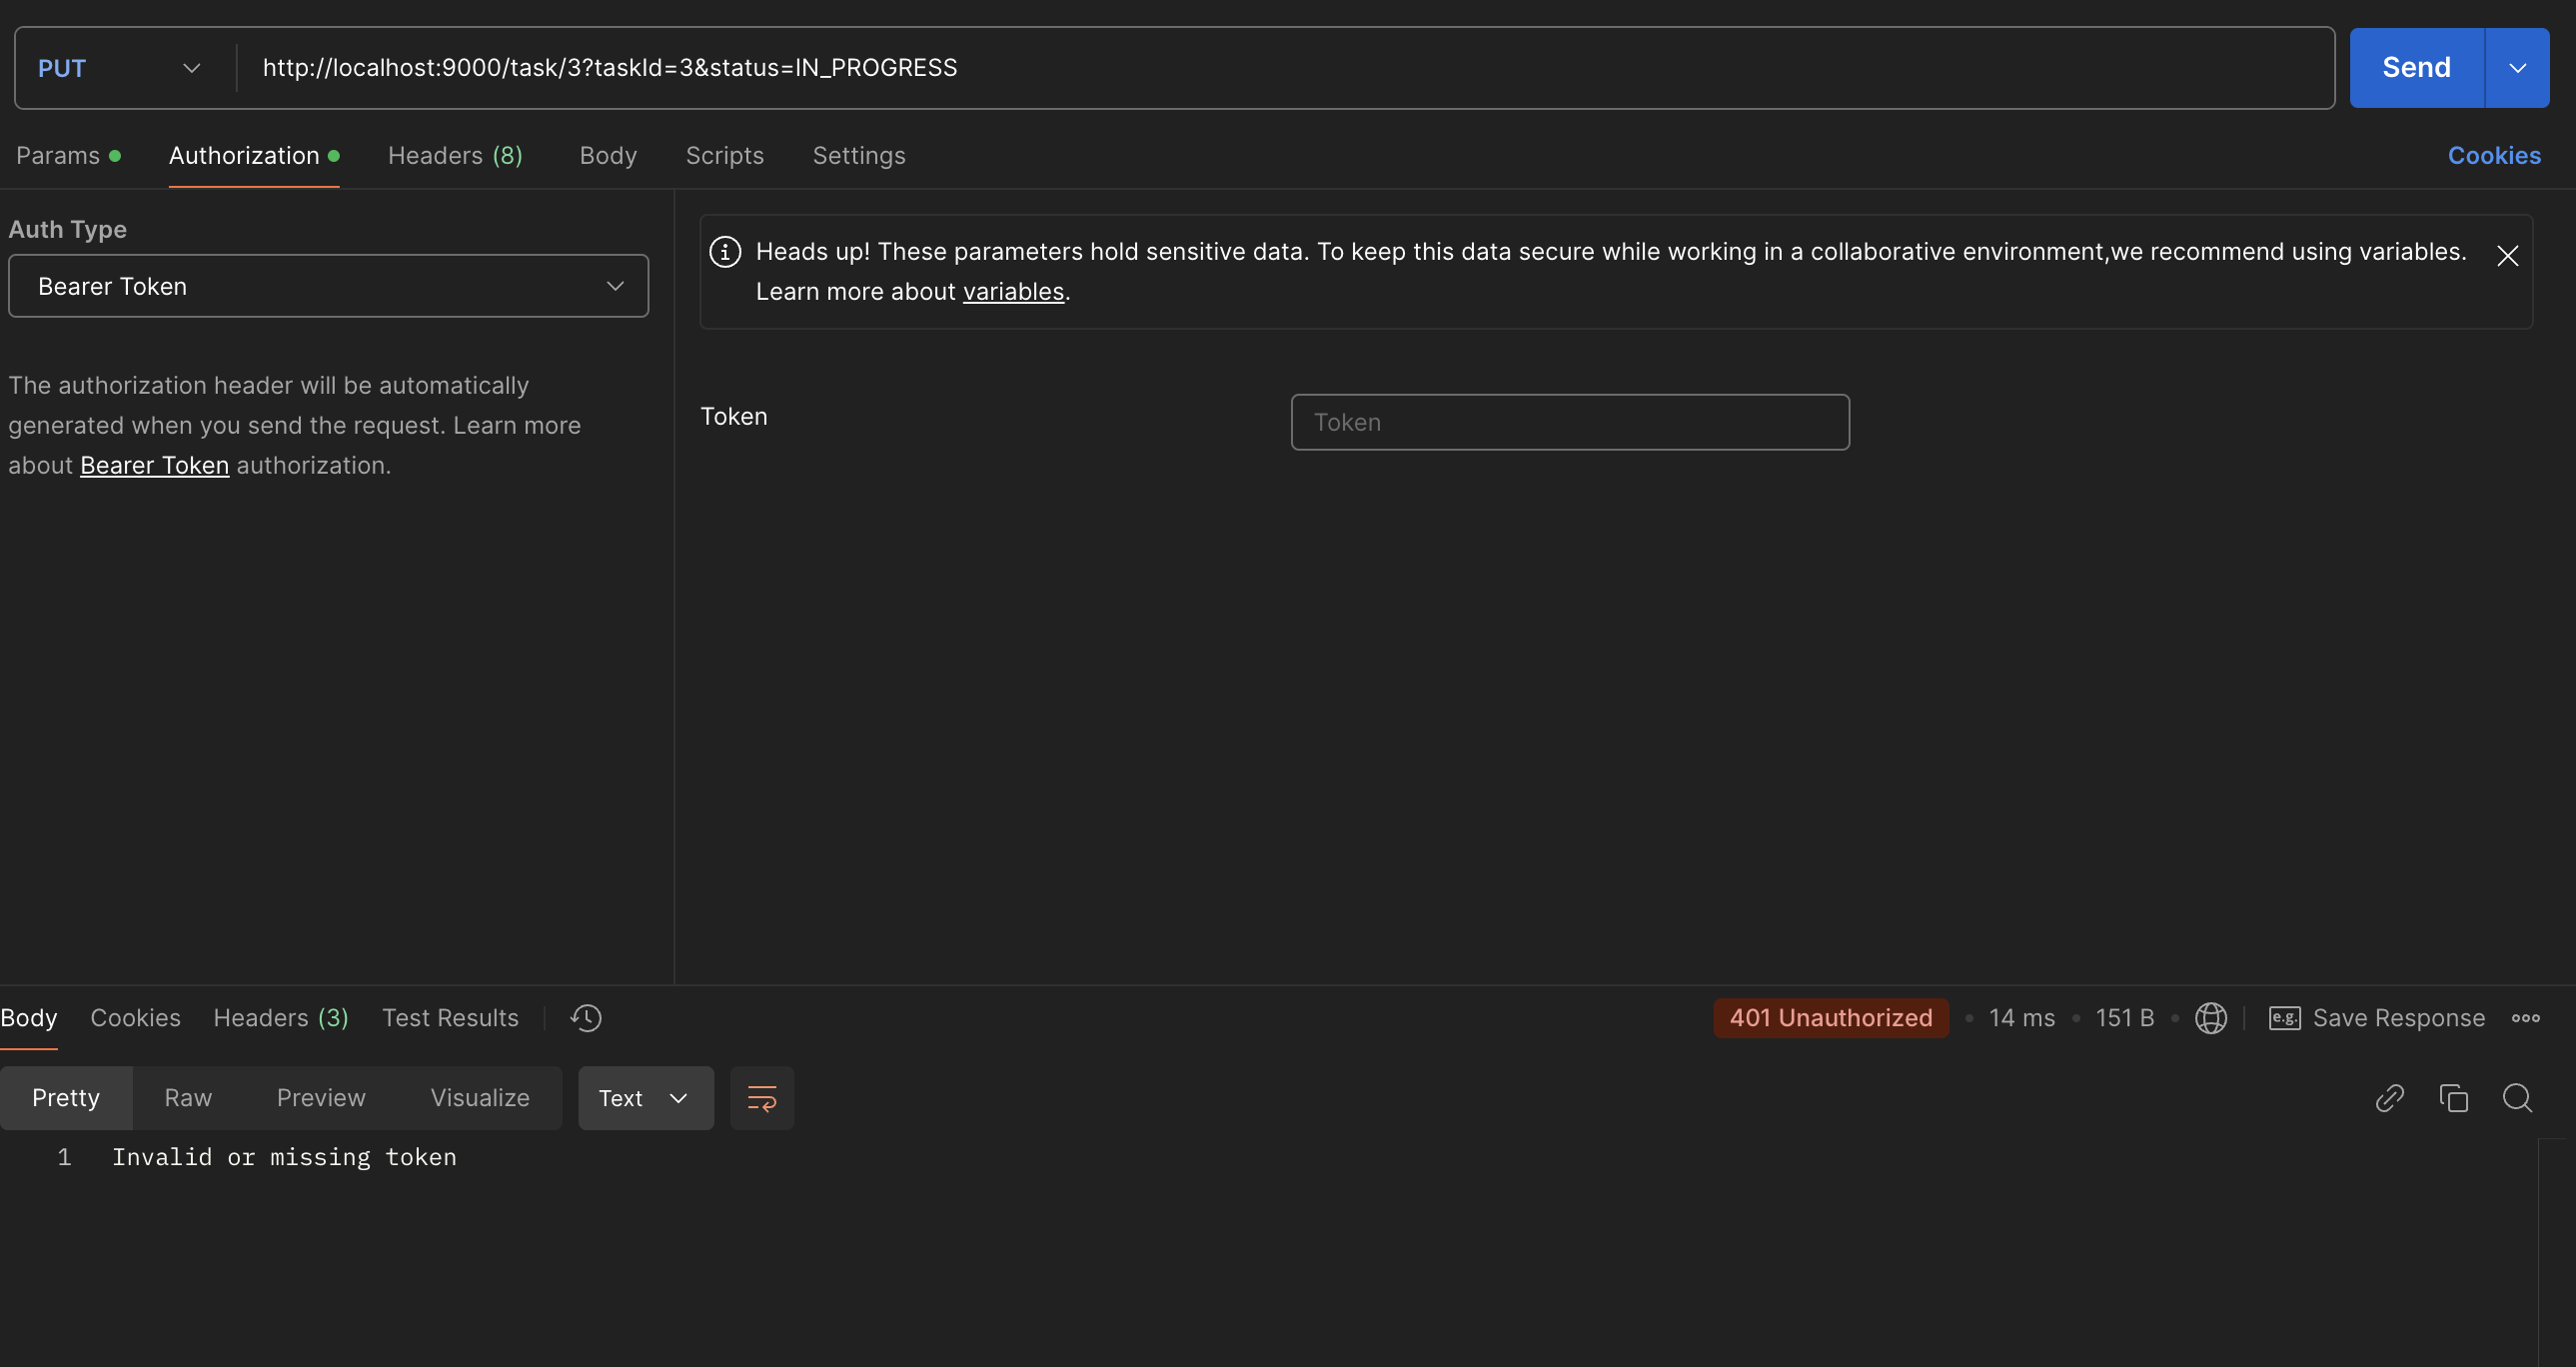 PUT
http://localhost:9000/task/3?taskId=3&status=IN_PROGRESS
Send
Params
Authorization
Headers (8)
Body
Scripts
Settings
Cookies
Auth Type
Bearer Token
The authorization header will be automatically
generated when you send the request. Learn more
about Bearer Token authorization.
Heads up! These parameters hold sensitive data. To keep this data secure while working in a collaborative environment,we recommend using variables.
Learn more about variables.
Token
Token
Body
Cookies
Headers (3)
Test Results
401 Unauthorized
14 ms
151 B
e.g.
Save Response
Pretty
Raw
Preview
Visualize
Text
1 Invalid or missing token